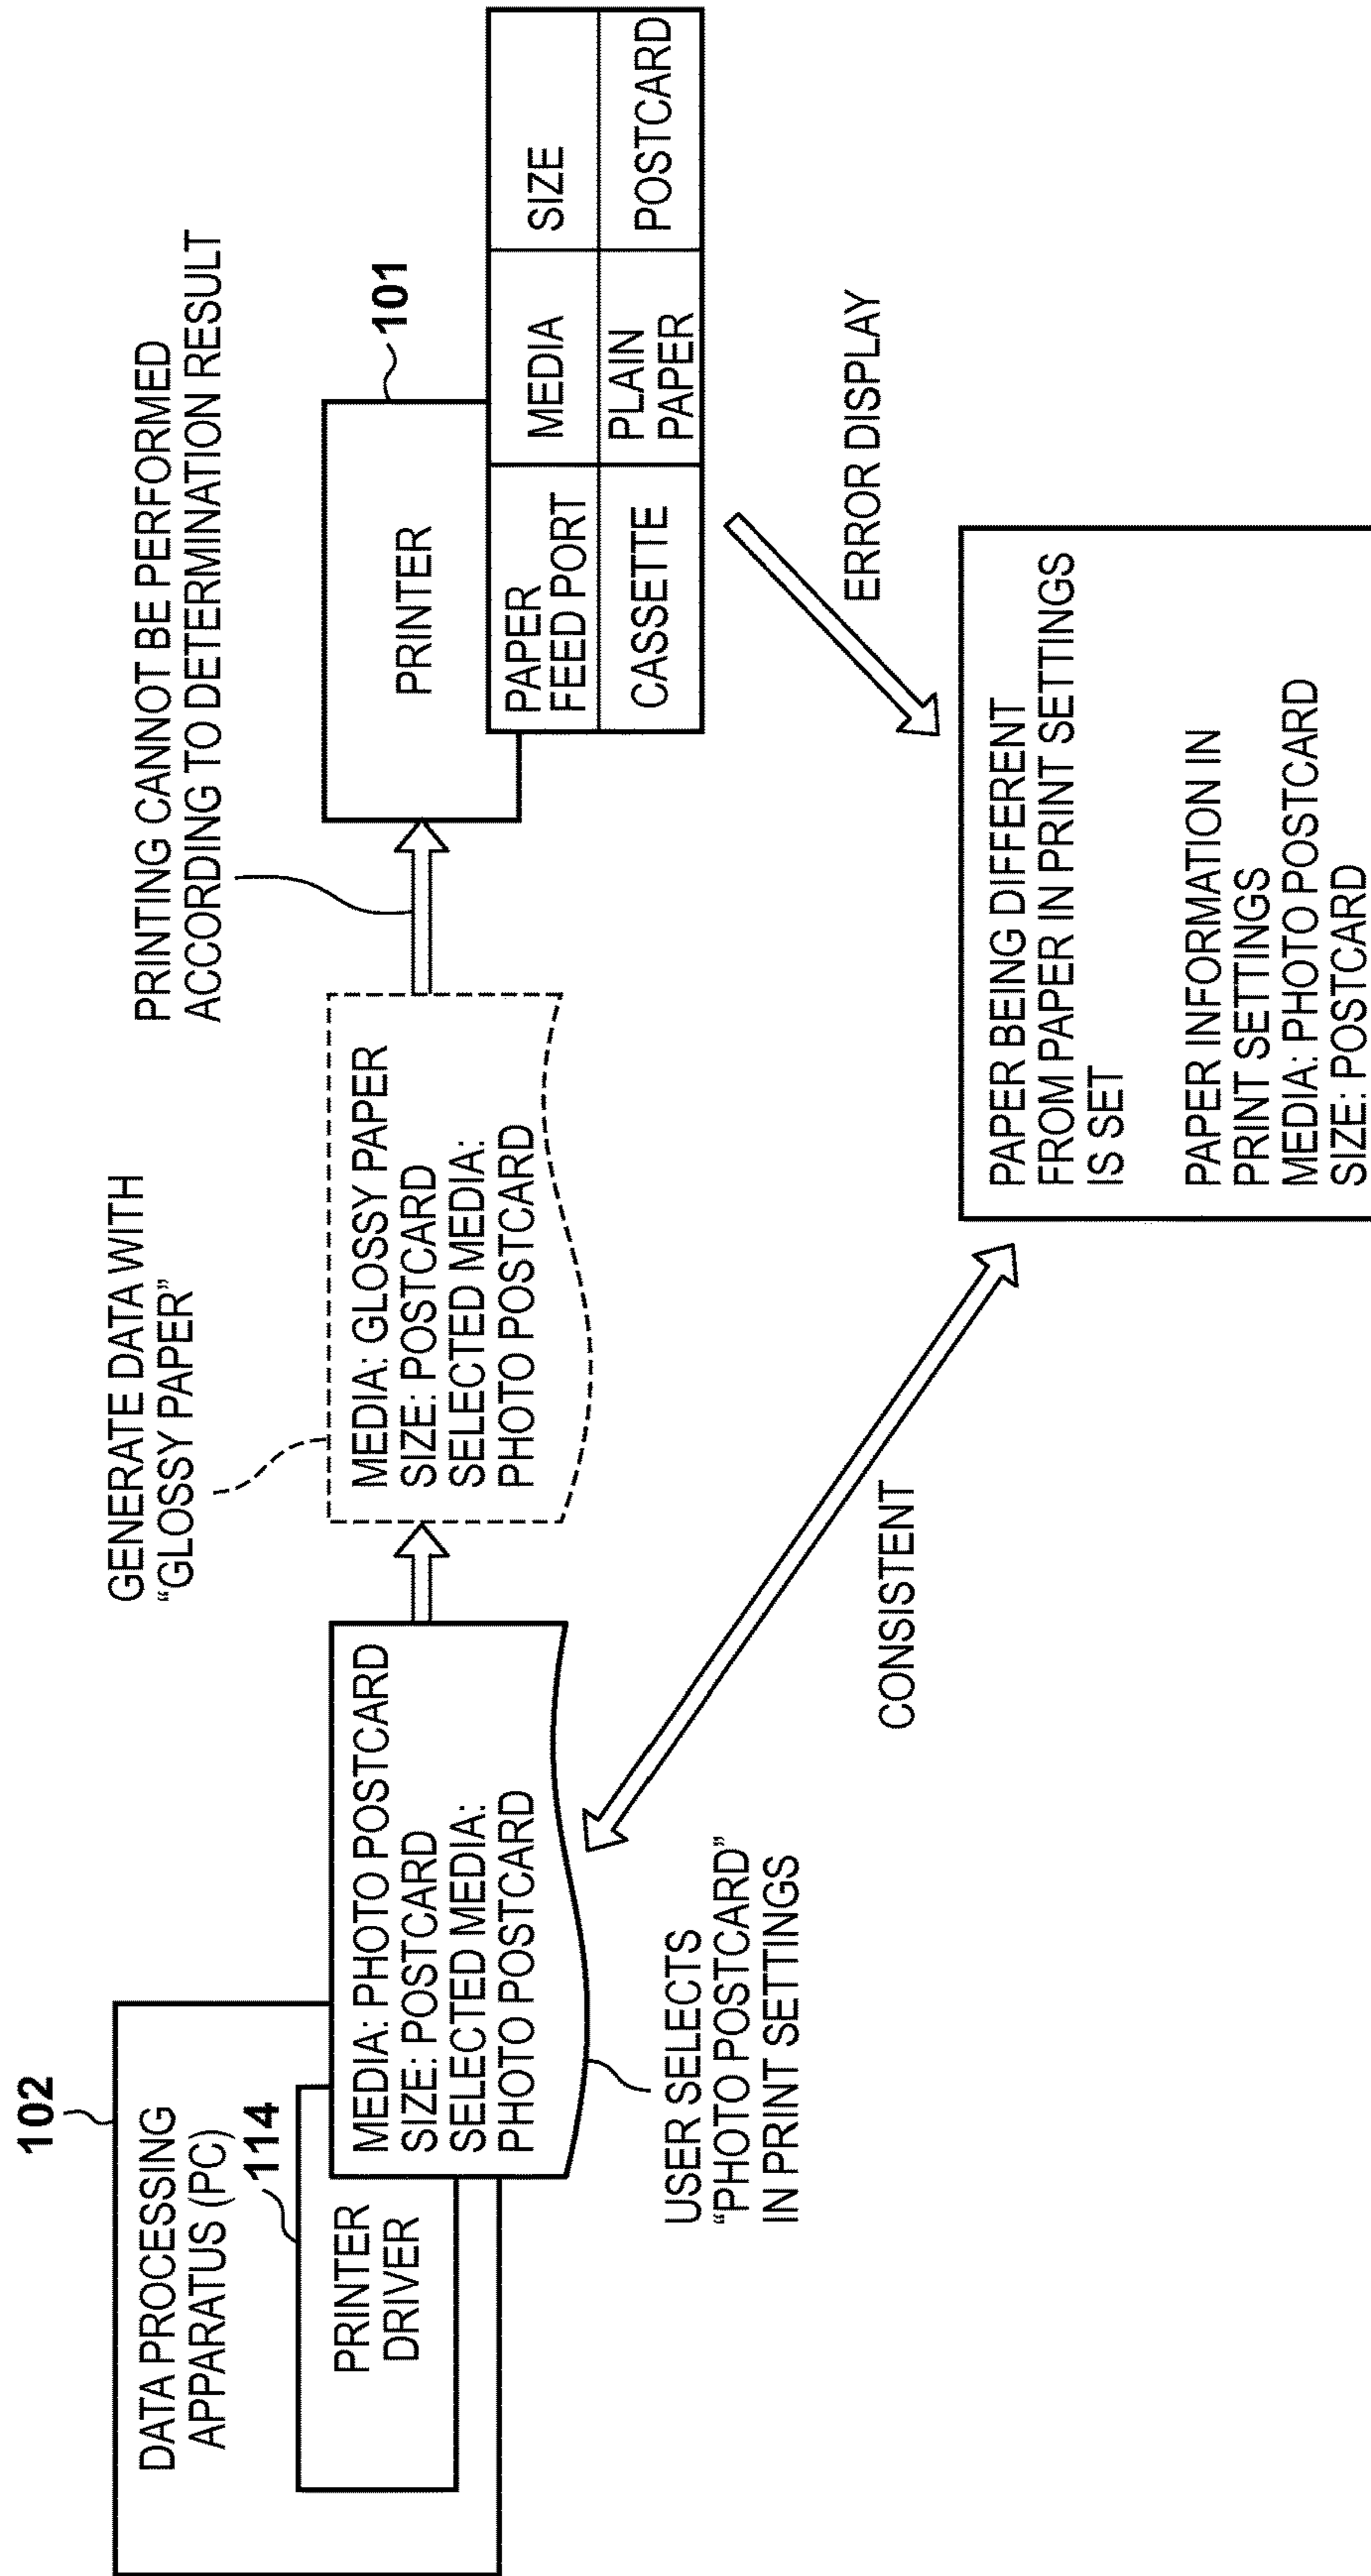 102
DATA PROCESSING
APPARATUS (PC)
114
PRINTER
DRIVER
MEDIA: PHOTO POSTCARD
SIZE: POSTCARD
SELECTED MEDIA:
PHOTO POSTCARD
USER SELECTS
“PHOTO POSTCARD”
IN PRINT SETTINGS
GENERATE DATA WITH
“GLOSSY PAPER”
MEDIA: GLOSSY PAPER
SIZE: POSTCARD
SELECTED MEDIA:
PHOTO POSTCARD
PRINTING CANNOT BE PERFORMED
ACCORDING TO DETERMINATION RESULT
101
PRINTER
PAPER
FEED PORT
MEDIA
SIZE
CASSETTE
PLAIN
PAPER
POSTCARD
ERROR DISPLAY
CONSISTENT
PAPER BEING DIFFERENT
FROM PAPER IN PRINT SETTINGS
IS SET
PAPER INFORMATION IN
PRINT SETTINGS
MEDIA: PHOTO POSTCARD
SIZE: POSTCARD